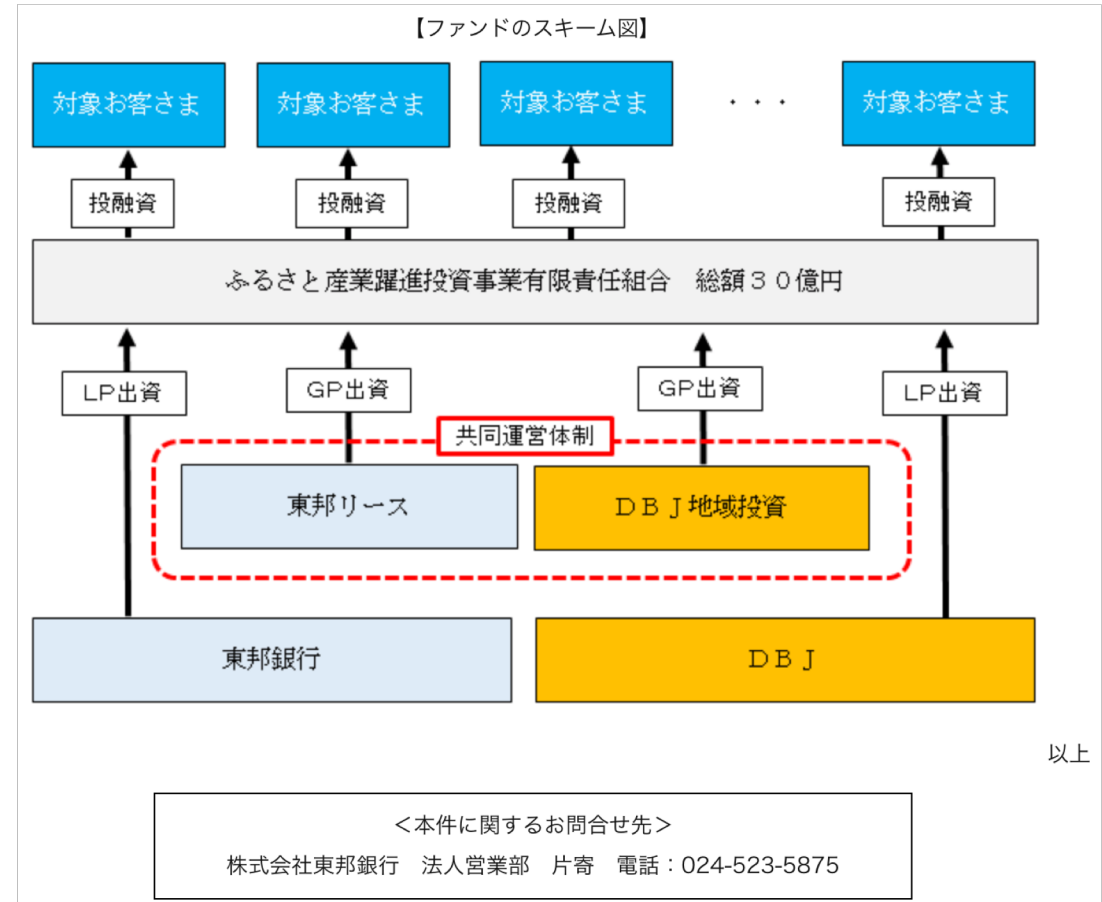 【ファンドのスキーム図】
対象お客さま
対象お客さま
対象お客さま
・・・
対象お客さま
投融資
投融資
投融資
投融資
ふるさと産業躍進投資事業有限責任組合　総額３０億円
ＬＰ出資
ＧＰ出資
ＧＰ出資
ＬＰ出資
共同運営体制
東邦リース
ＤＢＪ地域投資
東邦銀行
ＤＢＪ
以上
＜本件に関するお問合せ先＞
株式会社東邦銀行　法人営業部　片寄　電話：024-523-5875